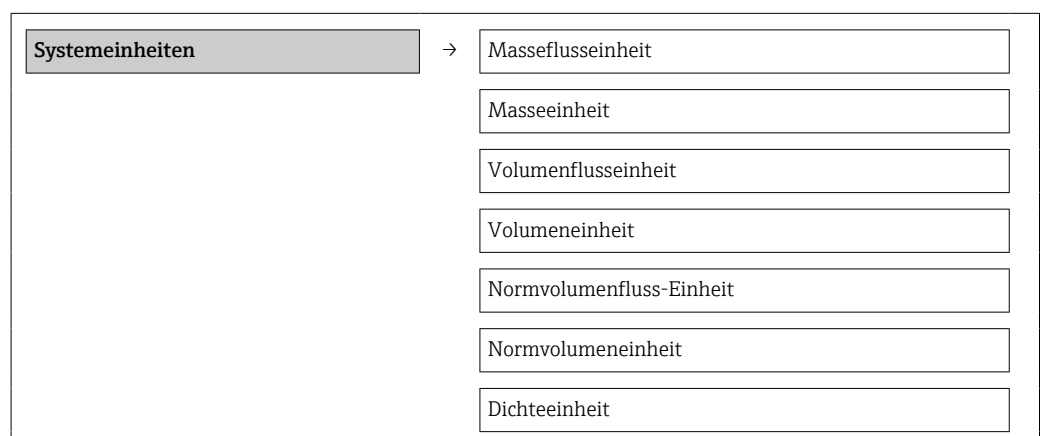 Systemeinheiten → Masseflusseinheit
Masseeinheit
Volumenflusseinheit
Volumeneinheit
Normvolumenfluss-Einheit
Normvolumeneinheit
Dichteeinheit